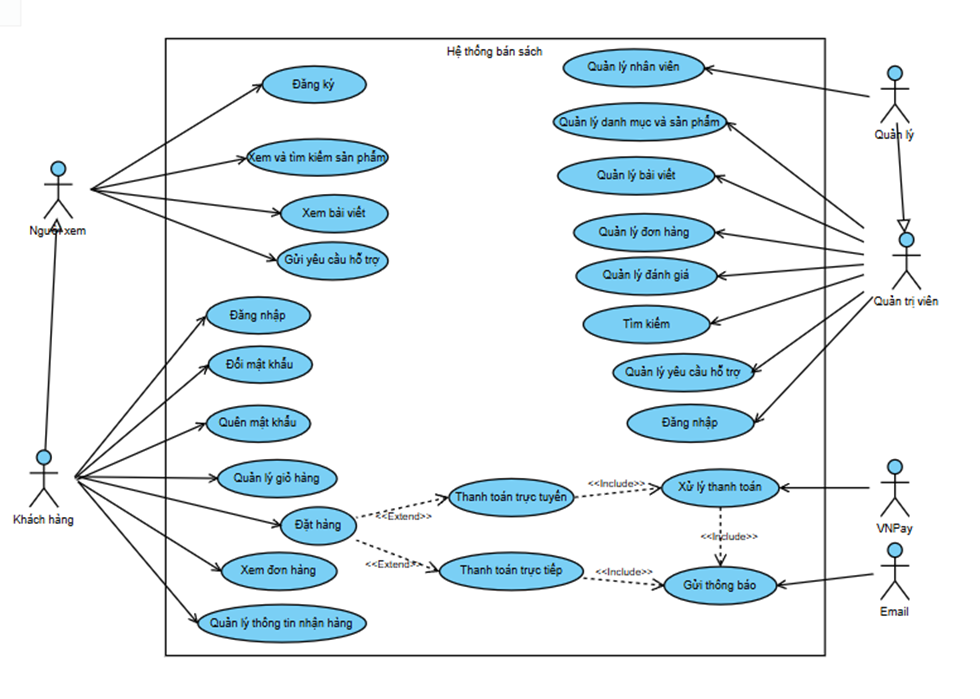 Hệ thống bán sách
Đăng ký
Xem và tìm kiếm sản phẩm
Xem bài viết
Gửi yêu cầu hỗ trợ
Người xem
Đăng nhập
Đổi mật khẩu
Quên mật khẩu
Quản lý giỏ hàng
Đặt hàng
Xem đơn hàng
Quản lý thông tin nhận hàng
Khách hàng
<<Extend>>
<<Extend>>
Thanh toán trực tuyến
Thanh toán trực tiếp
<<Include>>
<<Include>>
Xử lý thanh toán
<<Include>>
Gửi thông báo
Quản lý nhân viên
Quản lý danh mục và sản phẩm
Quản lý bài viết
Quản lý đơn hàng
Quản lý đánh giá
Tìm kiếm
Quản lý yêu cầu hỗ trợ
Đăng nhập
Quản lý
Quản trị viên
VNPay
Email